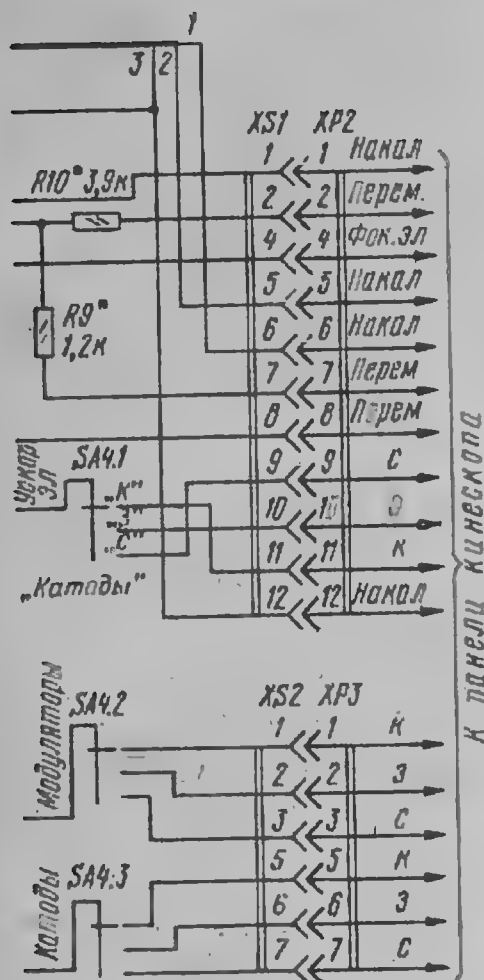 1
3 2
XS1 XP2
1 1 Накал
R10* 3,9к
2 2 Перем.
4 4 Фок. эл
5 5 Накал
R9*
1,2к
6 6 Накал
7 7 Перем
8 8 Перем
Ускор
Эл
SA4.1
9 9 С
„К"
„З"
„С"
10 10 З
11 11 К
„Катоды"
12 12 Накал
К панели кинескопа
Модуляторы
SA4.2
XS2 XP3
1 1 К
2 2 З
3 3 С
Катоды
SA4.3
5 5 К
6 6 З
7 7 С